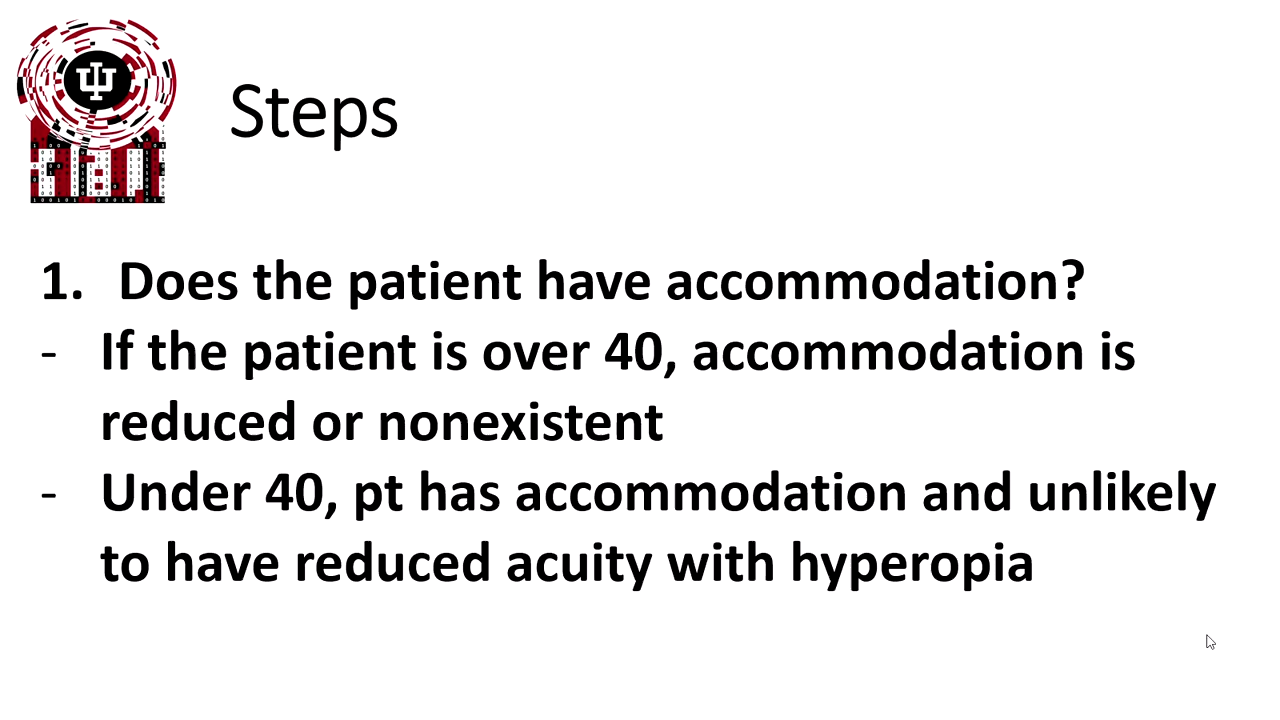 Steps
1. Does the patient have accommodation?
- If the patient is over 40, accommodation is
reduced or nonexistent
- Under 40, pt has accommodation and unlikely
to have reduced acuity with hyperopia